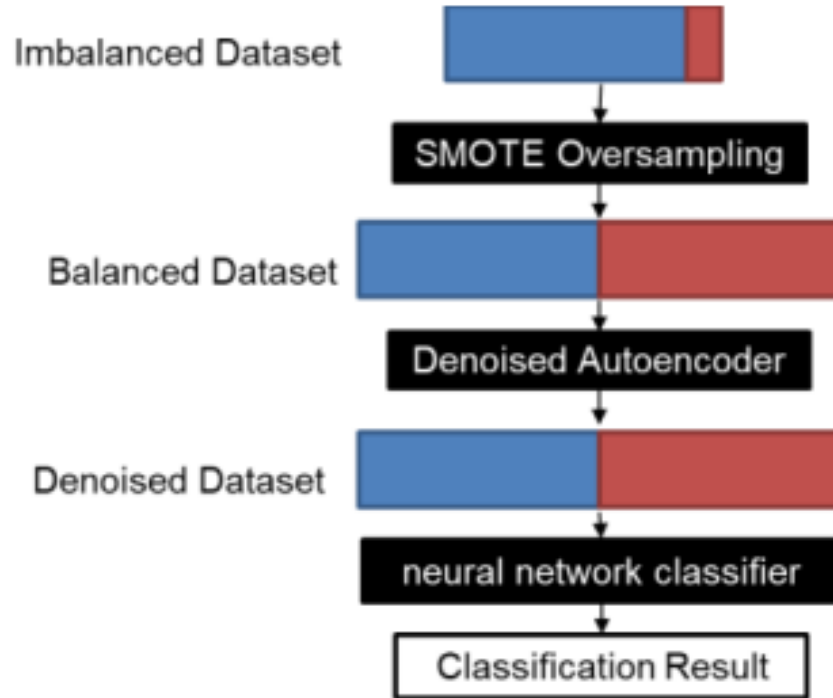 Imbalanced Dataset
SMOTE Oversampling
Balanced Dataset
Denoised Autoencoder
Denoised Dataset
neural network classifier
Classification Result